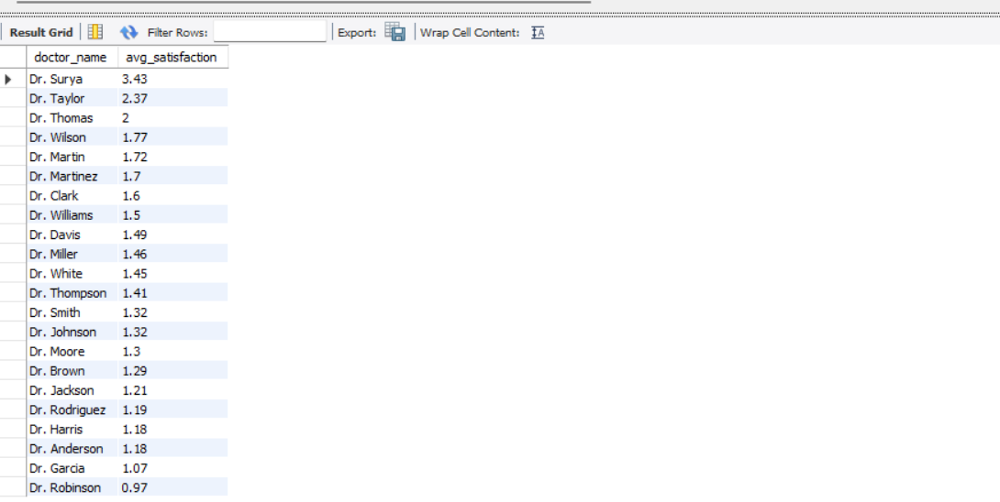 Result Grid Filter Rows: Export: Wrap Cell Content: IA
doctor_name avg_satisfaction
Dr. Surya 3.43
Dr. Taylor 2.37
Dr. Thomas 2
Dr. Wilson 1.77
Dr. Martin 1.72
Dr. Martinez 1.7
Dr. Clark 1.6
Dr. Williams 1.5
Dr. Davis 1.49
Dr. Miller 1.46
Dr. White 1.45
Dr. Thompson 1.41
Dr. Smith 1.32
Dr. Johnson 1.32
Dr. Moore 1.3
Dr. Brown 1.29
Dr. Jackson 1.21
Dr. Rodriguez 1.19
Dr. Harris 1.18
Dr. Anderson 1.18
Dr. Garcia 1.07
Dr. Robinson 0.97